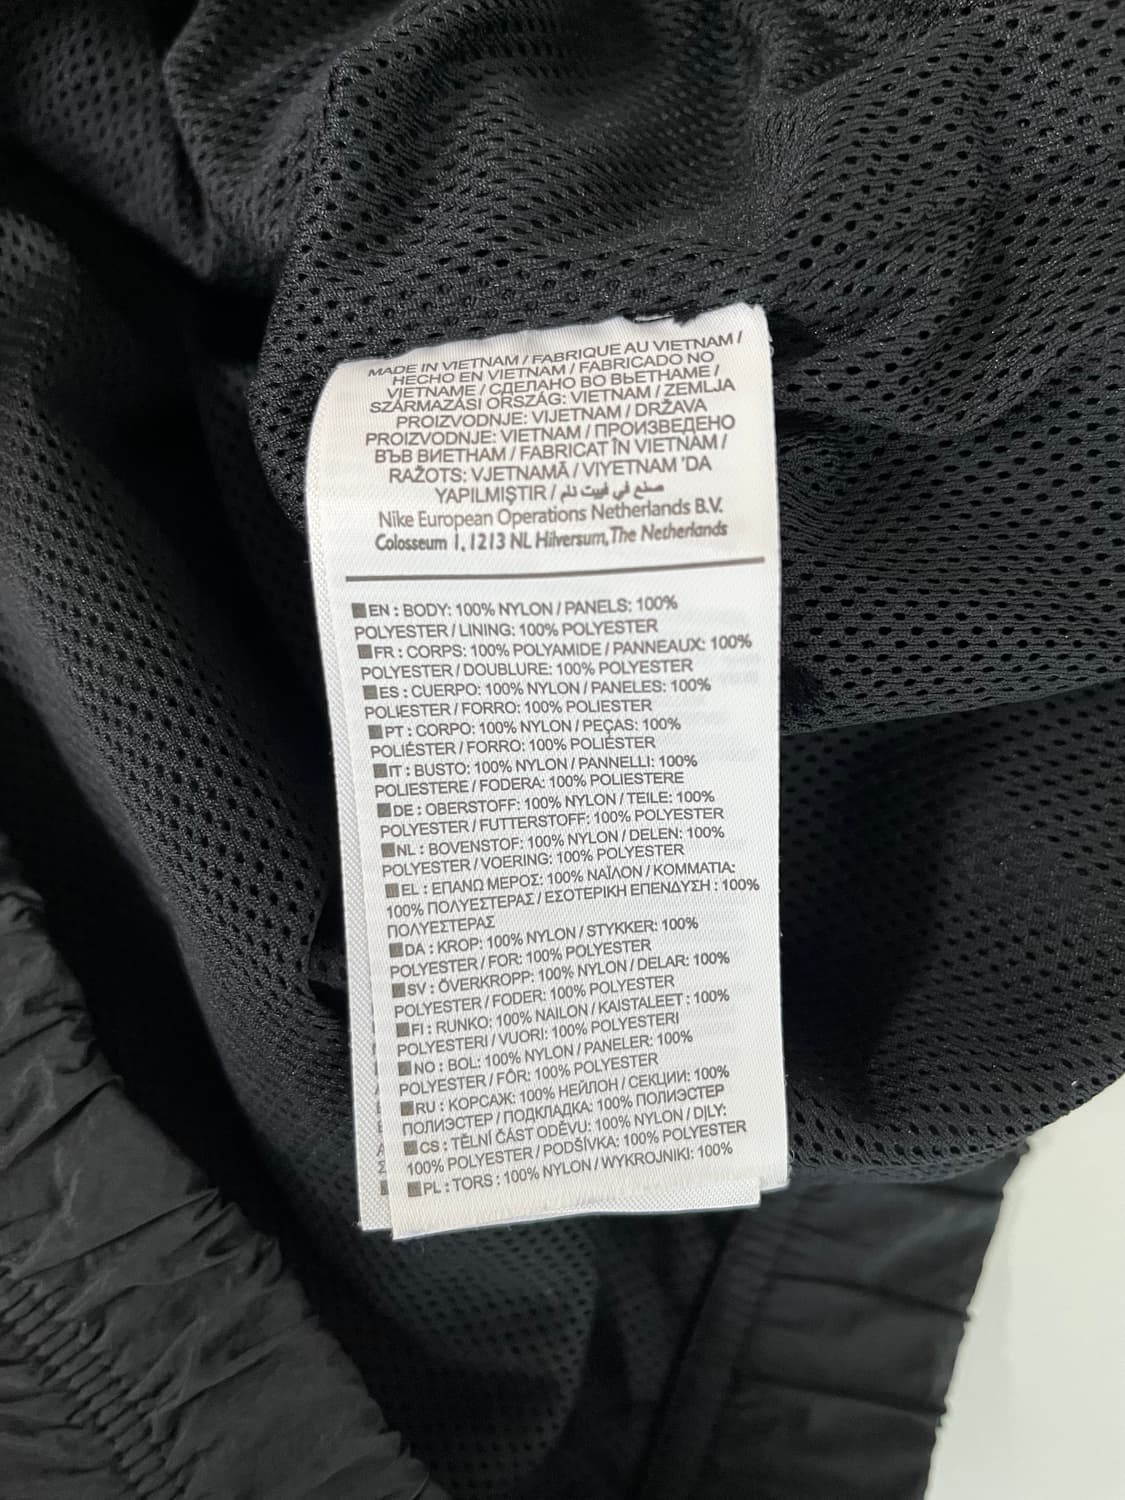 MADE IN VIETNAM / FABRIQUE AU VIETNAM /
HECHO EN VIETNAM / FABRICADO NO
VIETNAME / СДЕЛАНО ВО ВЬЕТНАМЕ /
SZÁRMAZÁSI ORSZÁG: VIETNAM / ZEMLJA
PROIZVODNJE: VIJETNAM / DRŽAVA
PROIZVODNJE: VIETNAM / ПРОИЗВЕДЕНО
ВЪВ ВИЕТНАМ / FABRICAT ÎN VIETNAM /
RAŽOTS: VJETNAMĀ / VIYETNAM 'DA
YAPILMIŞTIR / صنع في فييت نام
Nike European Operations Netherlands B.V.
Colosseum 1, 1213 NL Hilversum, The Netherlands
EN : BODY: 100% NYLON / PANELS: 100%
POLYESTER / LINING: 100% POLYESTER
FR : CORPS: 100% POLYAMIDE / PANNEAUX: 100%
POLYESTER / DOUBLURE: 100% POLYESTER
ES : CUERPO: 100% NYLON / PANELES: 100%
POLIESTER / FORRO: 100% POLIESTER
PT : CORPO: 100% NYLON / PEÇAS: 100%
POLIÉSTER / FORRO: 100% POLIÉSTER
IT : BUSTO: 100% NYLON / PANNELLI: 100%
POLIESTERE / FODERA: 100% POLIESTERE
DE : OBERSTOFF: 100% NYLON / TEILE: 100%
POLYESTER / FUTTERSTOFF: 100% POLYESTER
NL : BOVENSTOF: 100% NYLON / DELEN: 100%
POLYESTER / VOERING: 100% POLYESTER
EL : ΕΠΑΝΩ ΜΕΡΟΣ: 100% ΝΑΪΛΟΝ / ΚΟΜΜΑΤΙΑ:
100% ΠΟΛΥΕΣΤΕΡΑΣ / ΕΣΩΤΕΡΙΚΗ ΕΠΕΝΔΥΣΗ : 100%
ΠΟΛΥΕΣΤΕΡΑΣ
DA : KROP: 100% NYLON / STYKKER: 100%
POLYESTER / FOR: 100% POLYESTER
SV : ÖVERKROPP: 100% NYLON / DELAR: 100%
POLYESTER / FODER: 100% POLYESTER
FI : RUNKO: 100% NAILON / KAISTALEET : 100%
POLYESTERI / VUORI: 100% POLYESTERI
NO : BOL: 100% NYLON / PANELER: 100%
POLYESTER / FÔR: 100% POLYESTER
RU : КОРСАЖ: 100% НЕЙЛОН / СЕКЦИИ: 100%
ПОЛИЭСТЕР / ПОДКЛАДКА: 100% ПОЛИЭСТЕР
CS : TĚLNÍ ČÁST ODĚVU: 100% NYLON / DÍLY:
100% POLYESTER / PODŠÍVKA: 100% POLYESTER
PL : TORS : 100% NYLON / WYKROJNIKI: 100%